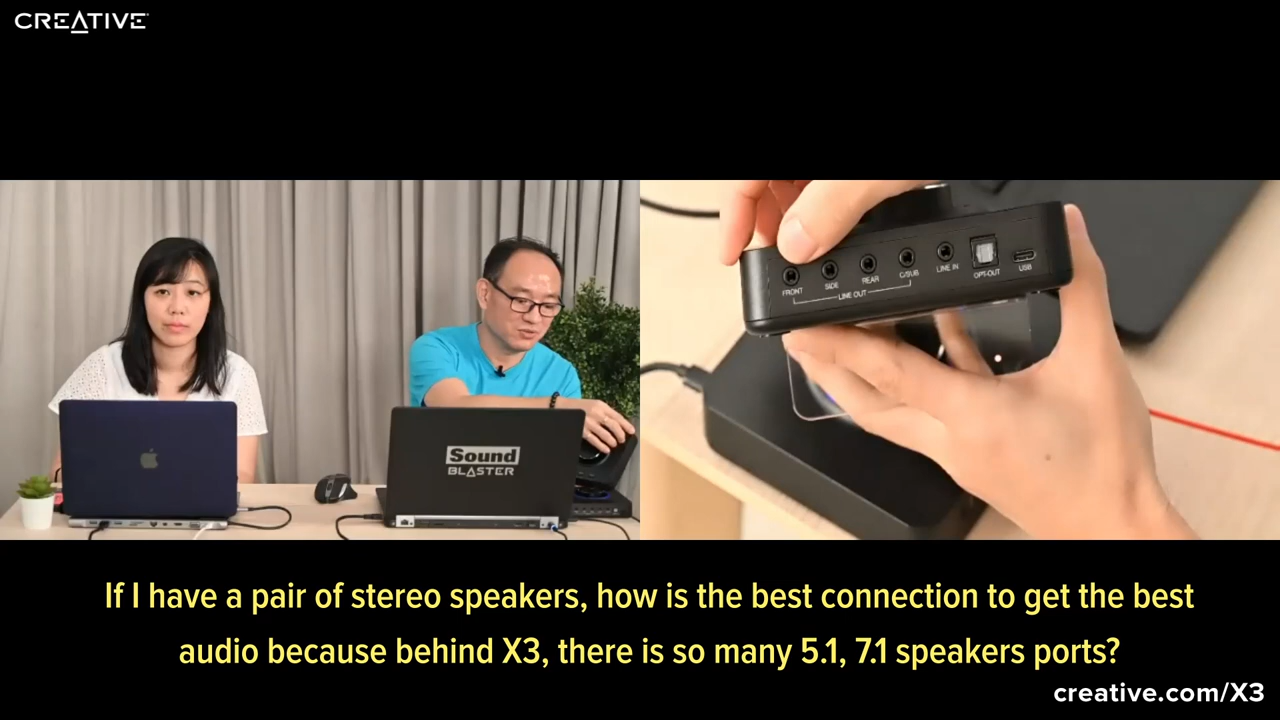 CREATIVE
FRONT SIDE REAR C/SUB LINE IN OPT-OUT USB
LINE OUT
Sound
BLASTER
If I have a pair of stereo speakers, how is the best connection to get the best
audio because behind X3, there is so many 5.1, 7.1 speakers ports?
creative.com/X3